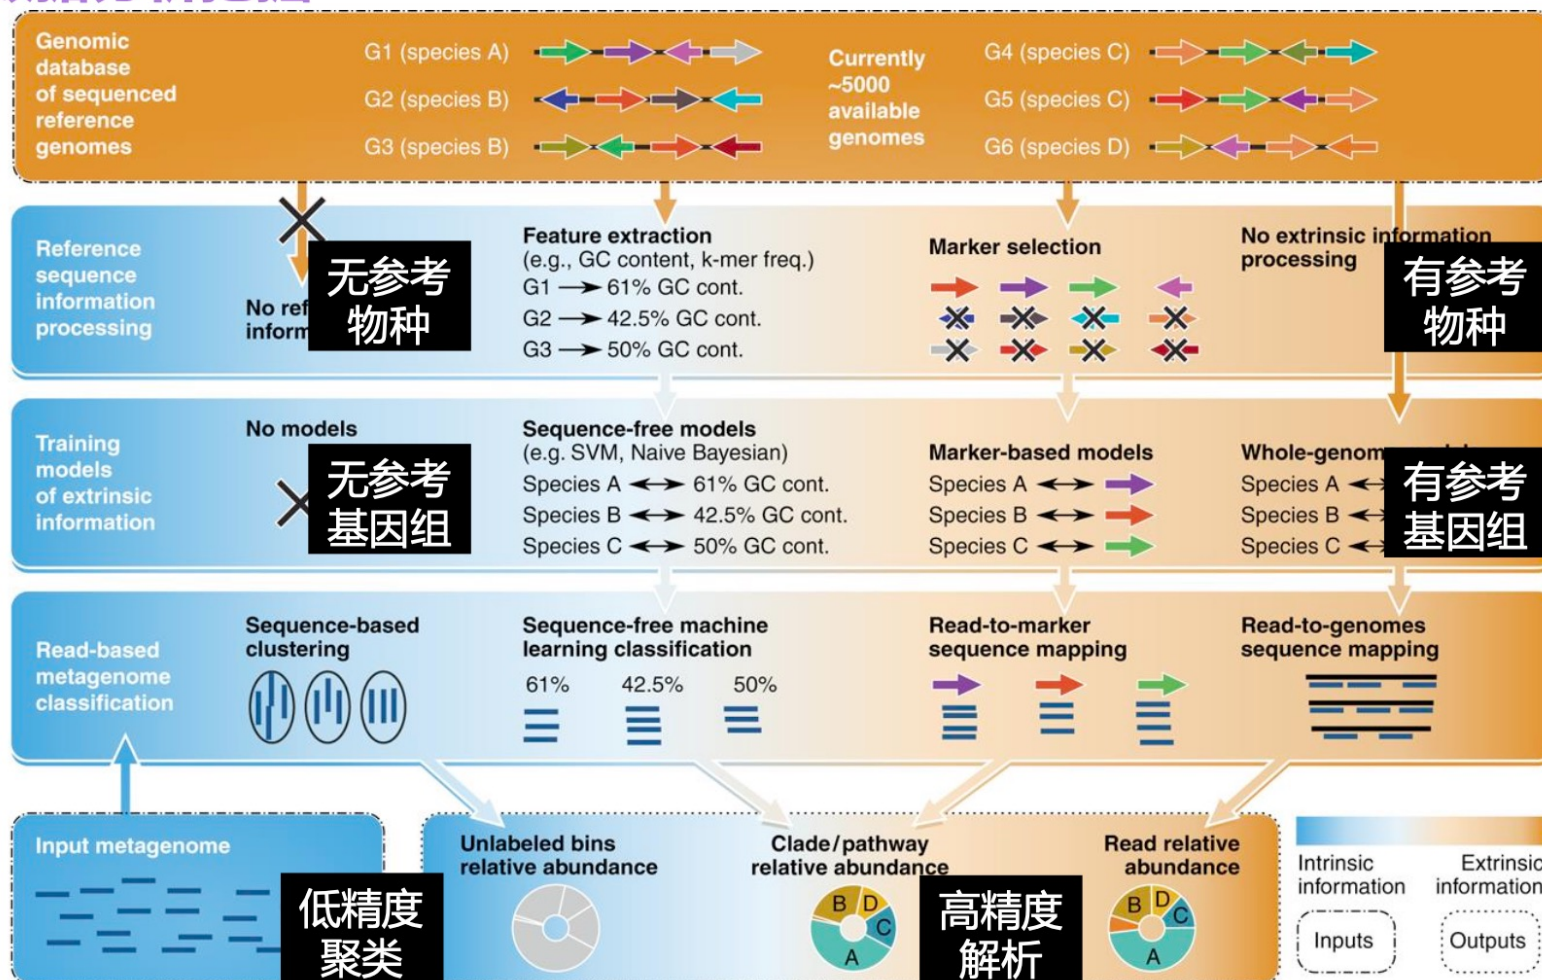 Genomic
database
of sequenced
reference
genomes
G1 (species A)
G2 (species B)
G3 (species B)
Currently
~5000
available
genomes
G4 (species C)
G5 (species C)
G6 (species D)
Reference
sequence
information
processing
No
无参考
物种
Feature extraction
(e.g., GC content, k-mer freq.)
G1 → 61% GC cont.
G2 → 42.5% GC cont.
G3 → 50% GC cont.
Marker selection
No extrinsic information
processing
有参考
物种
Training
models
of extrinsic
information
No models
无参考
基因组
Sequence-free models
(e.g. SVM, Naive Bayesian)
Species A ↔ 61% GC cont.
Species B ↔ 42.5% GC cont.
Species C ↔ 50% GC cont.
Marker-based models
Species A
Species B
Species C
Species A
Species B
Species C
有参考
基因组
Read-based
metagenome
classification
Sequence-based
clustering
Sequence-free machine
learning classification
61% 42.5% 50%
Read-to-marker
sequence mapping
Read-to-genomes
sequence mapping
Input metagenome
低精度
聚类
Unlabeled bins
relative abundance
Clade/pathway
relative abundance
B D
C
A
高精度
解析
Read relative
abundance
B D
C
A
Intrinsic
information
Extrinsic
information
Inputs
Outputs